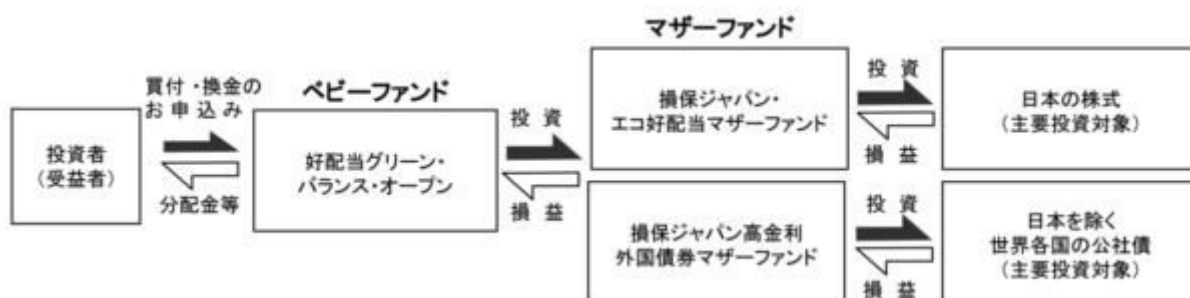 マザーファンド
買付・換金の
お申込み
ベビーファンド
投資者
(受益者)
分配金等
好配当グリーン・
バランス・オープン
投資
損益
損保ジャパン・
エコ好配当マザーファンド
投資
損益
日本の株式
(主要投資対象)
損保ジャパン高金利
外国債券マザーファンド
投資
損益
日本を除く
世界各国の公社債
(主要投資対象)